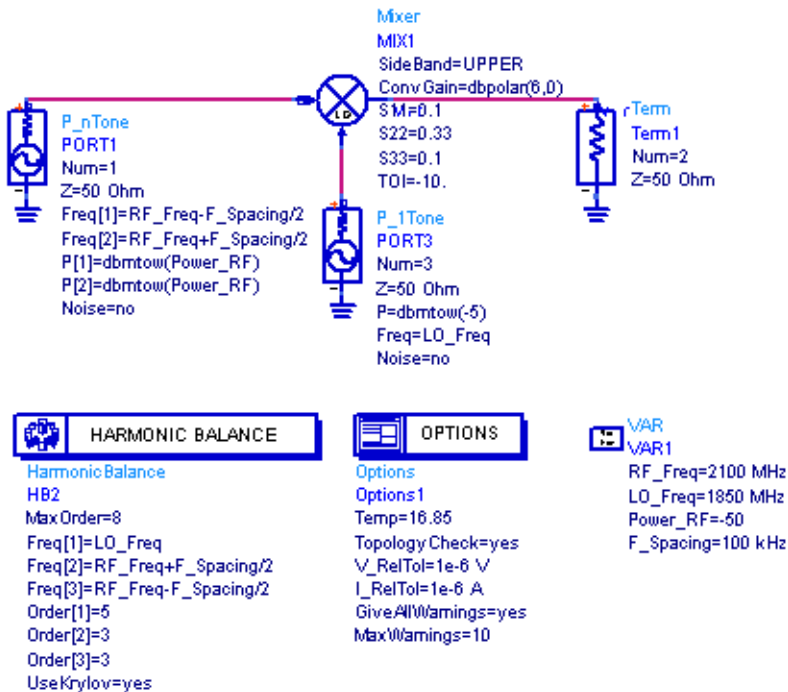 Mixer
MIX1
SideBand=UPPER
ConvGain=dbpolar(6,0)
S11=0.1
S22=0.33
S33=0.1
TOI=-10.
LO
P_nTone
PORT1
Num=1
Z=50 Ohm
Freq[1]=RF_Freq-F_Spacing/2
Freq[2]=RF_Freq+F_Spacing/2
P[1]=dbmtow(Power_RF)
P[2]=dbmtow(Power_RF)
Noise=no
P_1Tone
PORT3
Num=3
Z=50 Ohm
P=dbmtow(-5)
Freq=LO_Freq
Noise=no
Term
Term1
Num=2
Z=50 Ohm
HARMONIC BALANCE
HarmonicBalance
HB2
MaxOrder=8
Freq[1]=LO_Freq
Freq[2]=RF_Freq+F_Spacing/2
Freq[3]=RF_Freq-F_Spacing/2
Order[1]=5
Order[2]=3
Order[3]=3
UseKrylov=yes
OPTIONS
Options
Options1
Temp=16.85
TopologyCheck=yes
V_RelTol=1e-6 V
I_RelTol=1e-6 A
GiveAllWarnings=yes
MaxWarnings=10
VAR
VAR1
RF_Freq=2100 MHz
LO_Freq=1850 MHz
Power_RF=-50
F_Spacing=100 kHz